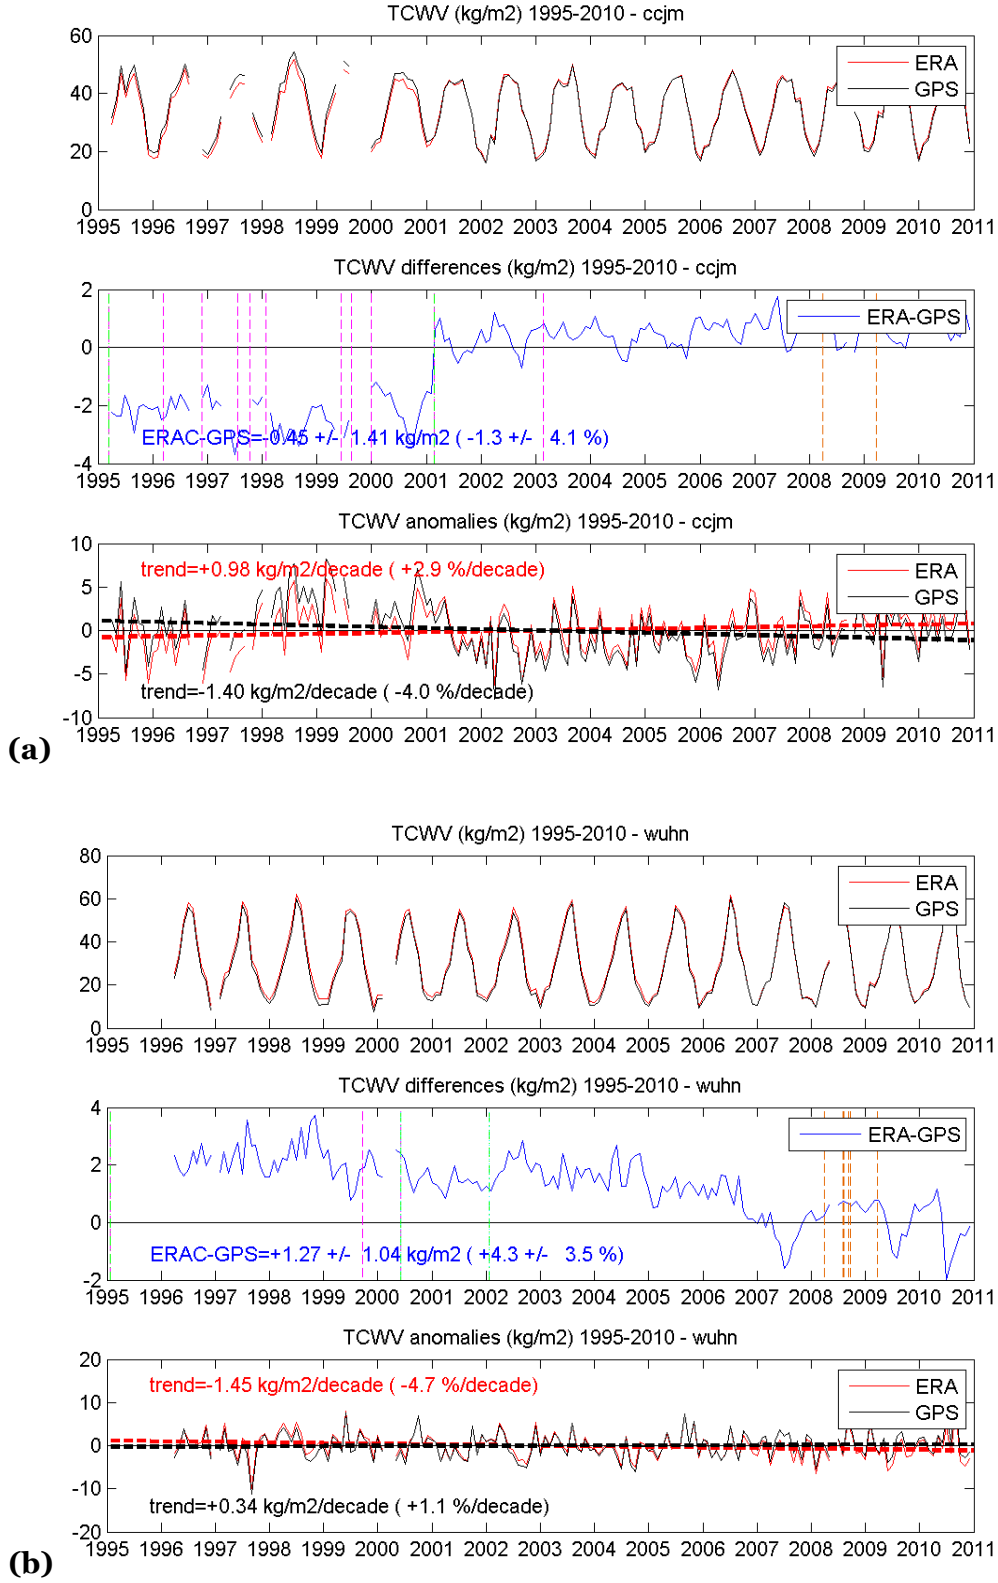 TCWV (kg/m2) 1995-2010 - ccjm
60
40
20
0
ERA
GPS
1995 1996 1997 1998 1999 2000 2001 2002 2003 2004 2005 2006 2007 2008 2009 2010 2011
TCWV differences (kg/m2) 1995-2010 - ccjm
2
0
-2
-4
ERA-GPS
ERAC-GPS=-0.45 +/- 1.41 kg/m2 ( -1.3 +/- 4.1 %)
1995 1996 1997 1998 1999 2000 2001 2002 2003 2004 2005 2006 2007 2008 2009 2010 2011
TCWV anomalies (kg/m2) 1995-2010 - ccjm
10
5
0
-5
-10
trend=+0.98 kg/m2/decade ( +2.9 %/decade)
ERA
GPS
trend=-1.40 kg/m2/decade ( -4.0 %/decade)
1995 1996 1997 1998 1999 2000 2001 2002 2003 2004 2005 2006 2007 2008 2009 2010 2011
(a)
TCWV (kg/m2) 1995-2010 - wuhn
80
60
40
20
0
ERA
GPS
1995 1996 1997 1998 1999 2000 2001 2002 2003 2004 2005 2006 2007 2008 2009 2010 2011
TCWV differences (kg/m2) 1995-2010 - wuhn
4
2
0
-2
ERA-GPS
ERAC-GPS=+1.27 +/- 1.04 kg/m2 ( +4.3 +/- 3.5 %)
1995 1996 1997 1998 1999 2000 2001 2002 2003 2004 2005 2006 2007 2008 2009 2010 2011
TCWV anomalies (kg/m2) 1995-2010 - wuhn
20
10
0
-10
-20
trend=-1.45 kg/m2/decade ( -4.7 %/decade)
ERA
GPS
trend=+0.34 kg/m2/decade ( +1.1 %/decade)
1995 1996 1997 1998 1999 2000 2001 2002 2003 2004 2005 2006 2007 2008 2009 2010 2011
(b)